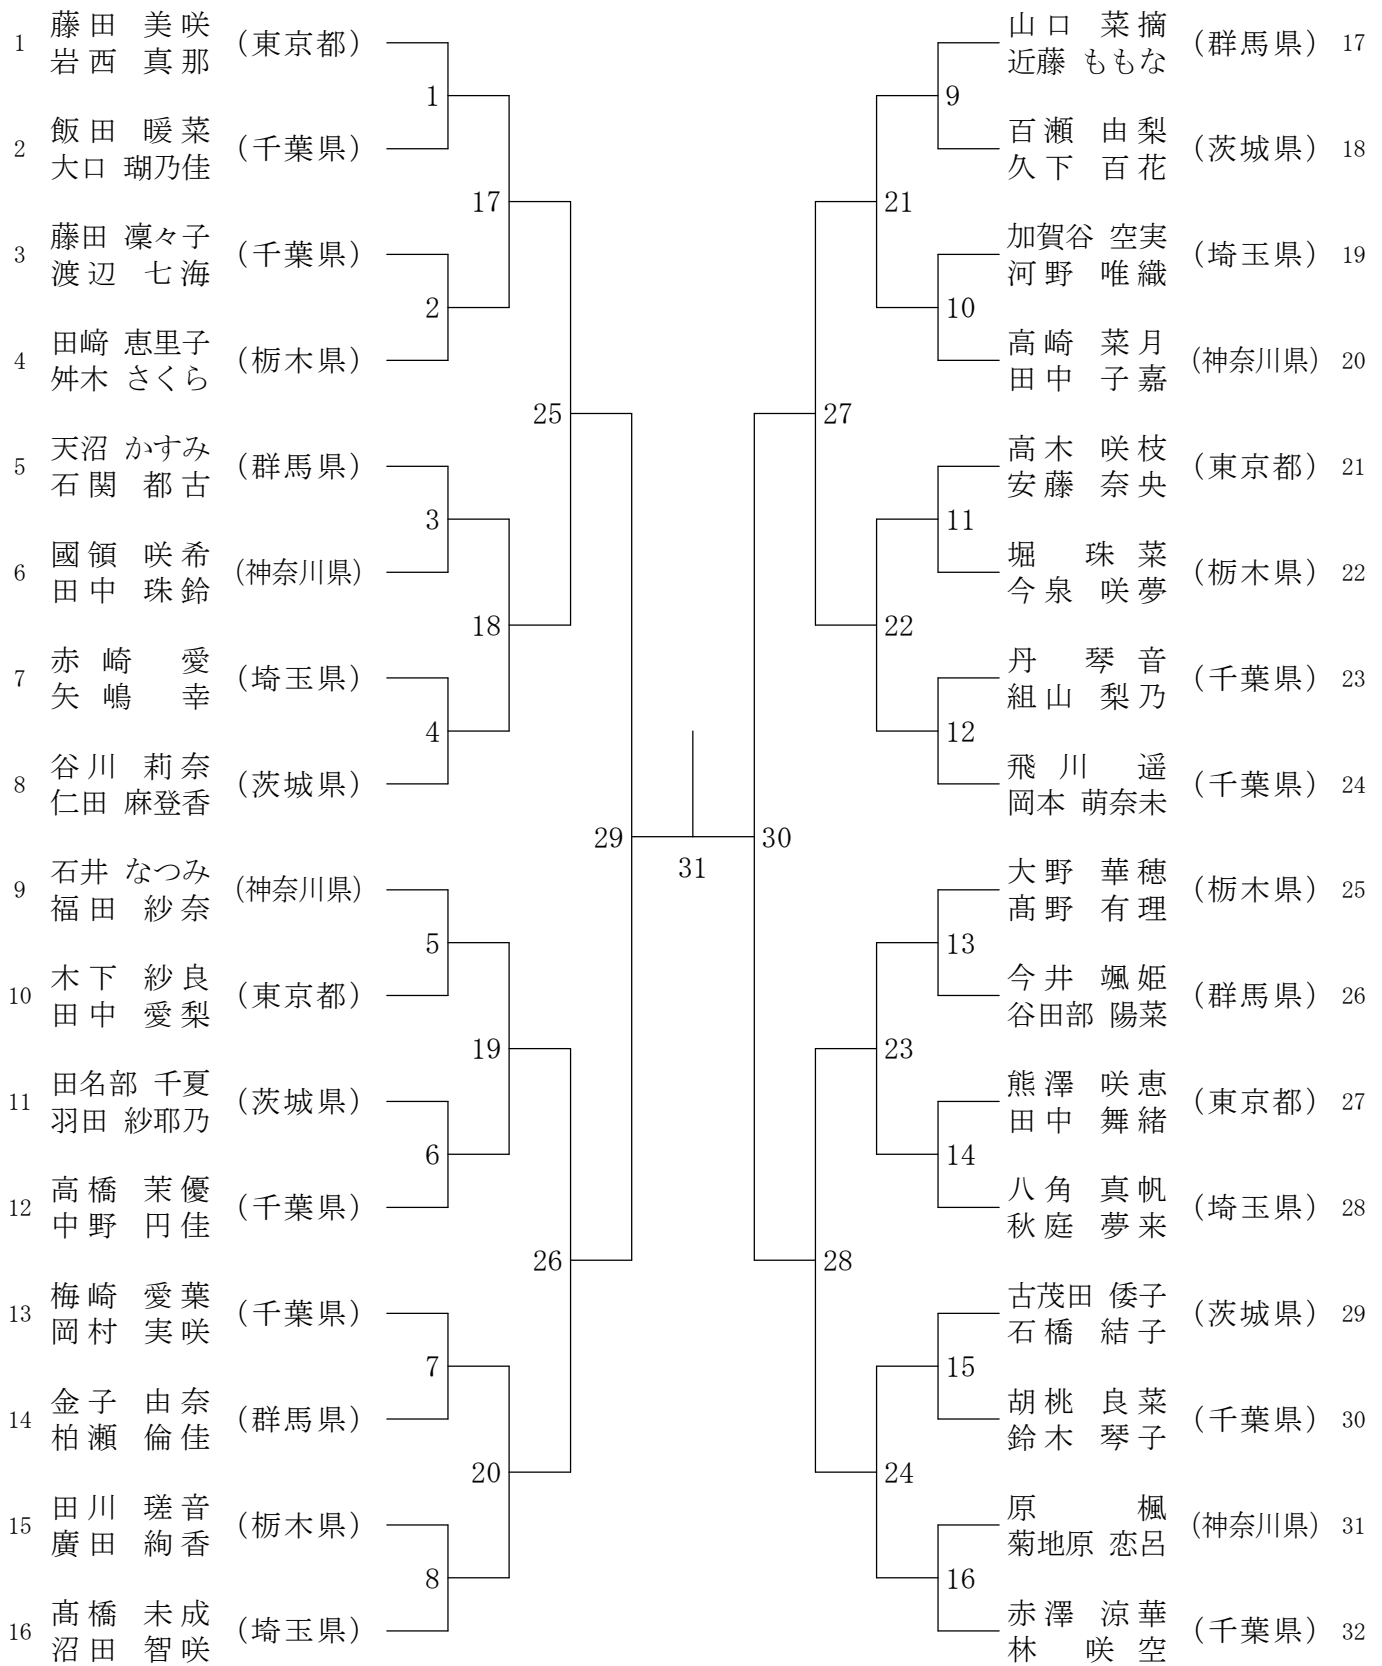 1 藤田 美咲 (東京都)
岩西 真那
2 飯田 暖菜 (千葉県)
大口 瑚乃佳
3 藤田 凜々子 (千葉県)
渡辺 七海
4 田﨑 恵里子 (栃木県)
舛木 さくら
5 天沼 かすみ (群馬県)
石関 都古
6 國領 咲希 (神奈川県)
田中 珠鈴
7 赤崎 愛 (埼玉県)
矢嶋 幸
8 谷川 莉奈 (茨城県)
仁田 麻登香
9 石井 なつみ (神奈川県)
福田 紗奈
10 木下 紗良 (東京都)
田中 愛梨
11 田名部 千夏 (茨城県)
羽田 紗耶乃
12 高橋 茉優 (千葉県)
中野 円佳
13 梅崎 愛葉 (千葉県)
岡村 実咲
14 金子 由奈 (群馬県)
柏瀬 倫佳
15 田川 瑳音 (栃木県)
廣田 絢香
16 髙橋 未成 (埼玉県)
沼田 智咲
1
2
3
4
5
6
7
8
17
18
19
20
25
26
29
31
30
27
28
21
22
23
24
9
10
11
12
13
14
15
16
山口 菜摘 (群馬県) 17
近藤 ももな
百瀬 由梨 (茨城県) 18
久下 百花
加賀谷 空実 (埼玉県) 19
河野 唯織
高崎 菜月 (神奈川県) 20
田中 子嘉
高木 咲枝 (東京都) 21
安藤 奈央
堀 珠菜 (栃木県) 22
今泉 咲夢
丹 琴音 (千葉県) 23
組山 梨乃
飛川 遥 (千葉県) 24
岡本 萌奈未
大野 華穂 (栃木県) 25
髙野 有理
今井 颯姫 (群馬県) 26
谷田部 陽菜
熊澤 咲恵 (東京都) 27
田中 舞緒
八角 真帆 (埼玉県) 28
秋庭 夢来
古茂田 倭子 (茨城県) 29
石橋 結子
胡桃 良菜 (千葉県) 30
鈴木 琴子
原 楓 (神奈川県) 31
菊地原 恋呂
赤澤 涼華 (千葉県) 32
林 咲空